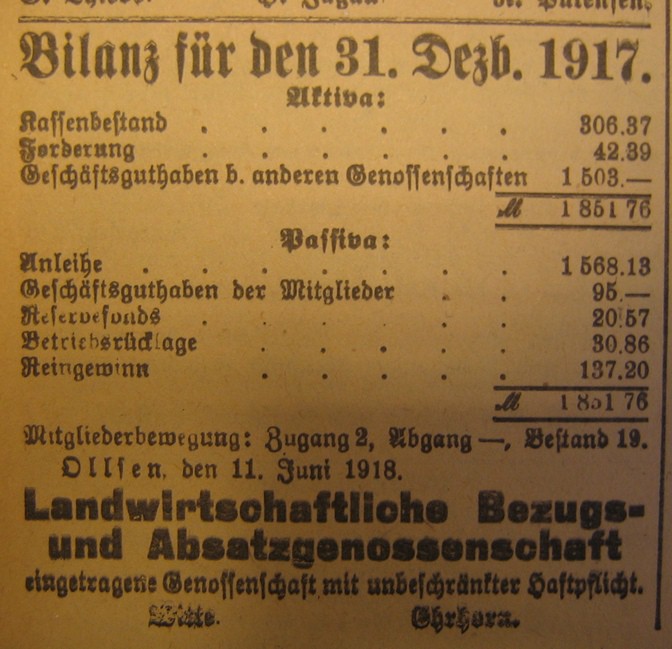 Bilanz für den 31. Dezb. 1917.
Aktiva:
Kassenbestand . . . . . . 306.37
Forderung . . . . . . 42.39
Geschäftsguthaben b. anderen Genossenschaften 1 503.—
M 1 851 76
Passiva:
Anleihe . . . . . . . 1 568.13
Geschäftsguthaben der Mitglieder . . 95.—
Reservefonds . . . . . . 20.57
Betriebsrücklage . . . . . 30.86
Reingewinn . . . . . 137.20
M 1 851 76
Mitgliederbewegung: Zugang 2, Abgang —, Bestand 19.
Ollsen, den 11. Juni 1918.
Landwirtschaftliche Bezugs-
und Absatzgenossenschaft
eingetragene Genossenschaft mit unbeschränkter Haftpflicht.
Witte. Ehrhorn.